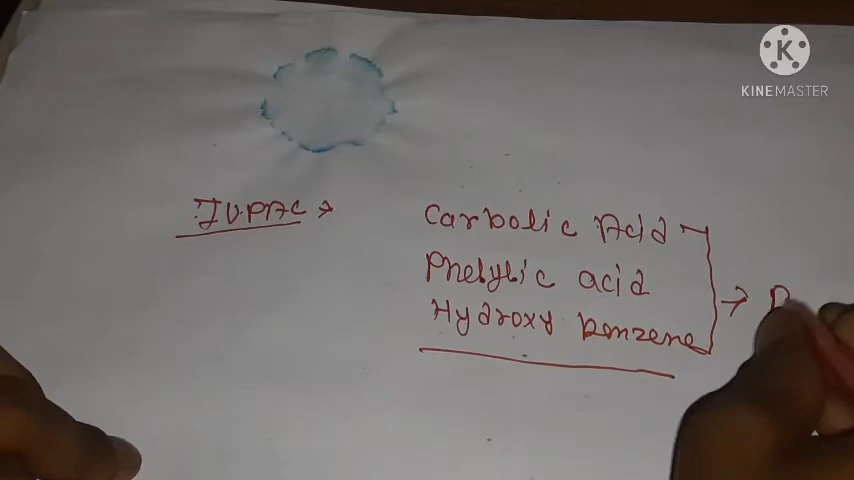 K
KINEMASTER
IUPAC →
Carbolic Acid
Phelylic acid
Hydroxy benzene
→ P